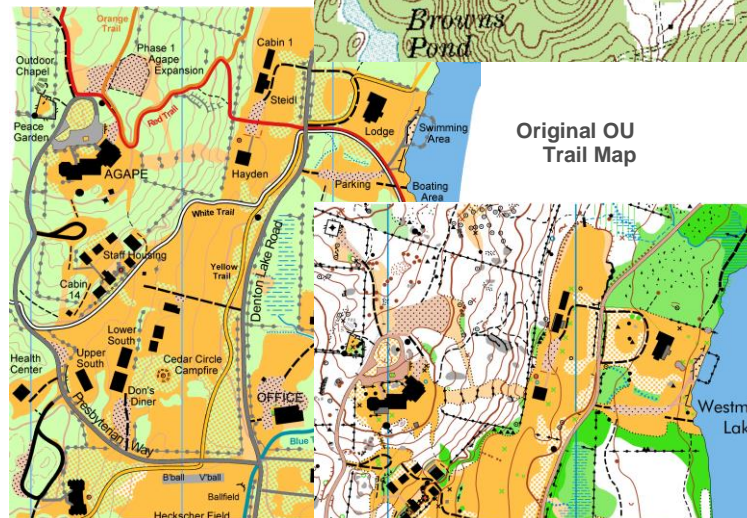 Browns
Pond
Orange
Trail
Phase 1
Agape
Expansion
Cabin 1
Outdoor
Chapel
Steidl
Red Trail
Lodge
Swimming
Area
Original OU
Trail Map
Peace
Garden
AGAPE
Hayden
Parking
Boating
Area
White Trail
Staff Housing
Denton Lake Road
Yellow
Trail
Cabin
14
Lower
South
Health
Center
Upper
South
Cedar Circle
Campfire
Don's
Diner
OFFICE
Presbyterian Way
Blue
B'ball
V'ball
Ballfield
Heckscher Field
Westm
Lak